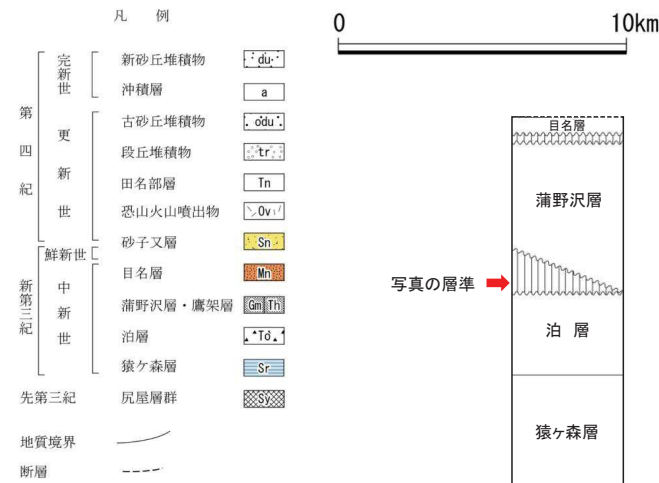 凡 例
完新世
新砂丘堆積物 du
沖積層 a
第四紀
更新世
古砂丘堆積物 odu
段丘堆積物 tr
田名部層 Tn
恐山火山噴出物 Ov
砂子又層 Sn
鮮新世
新第三紀
中新世
目名層 Mn
蒲野沢層・鷹架層 Gm Th
泊層 To
猿ケ森層 Sr
先第三紀 尻屋層群 Sy
地質境界
断層
0 10km
目名層
蒲野沢層
写真の層準
泊 層
猿ヶ森層